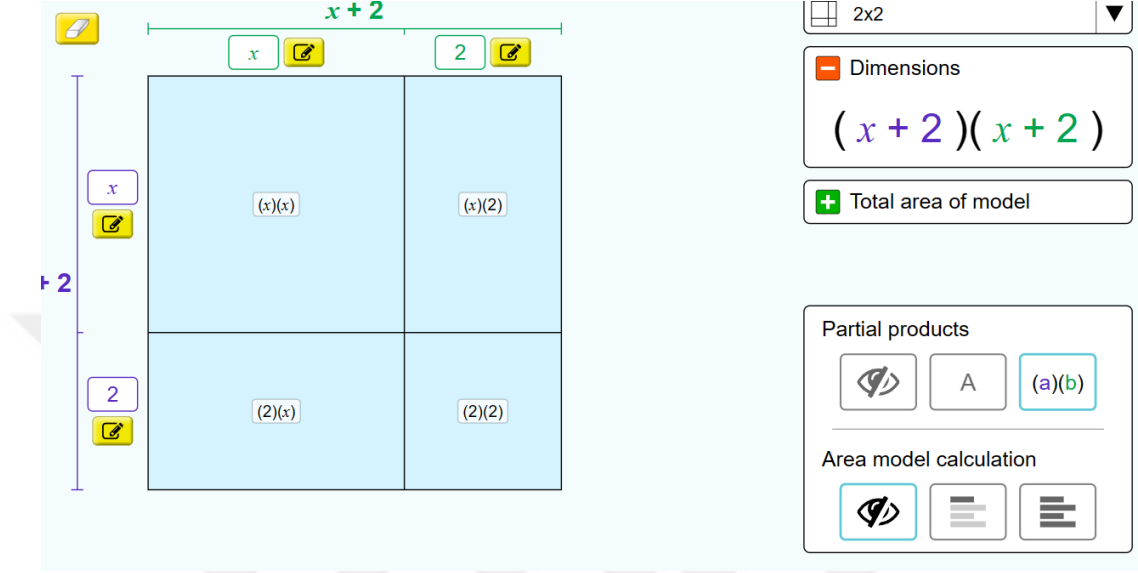 x + 2
x
2
x
(x)(x)
(x)(2)
+ 2
2
(2)(x)
(2)(2)
2x2
Dimensions
( x + 2 )( x + 2 )
Total area of model
Partial products
A
(a)(b)
Area model calculation